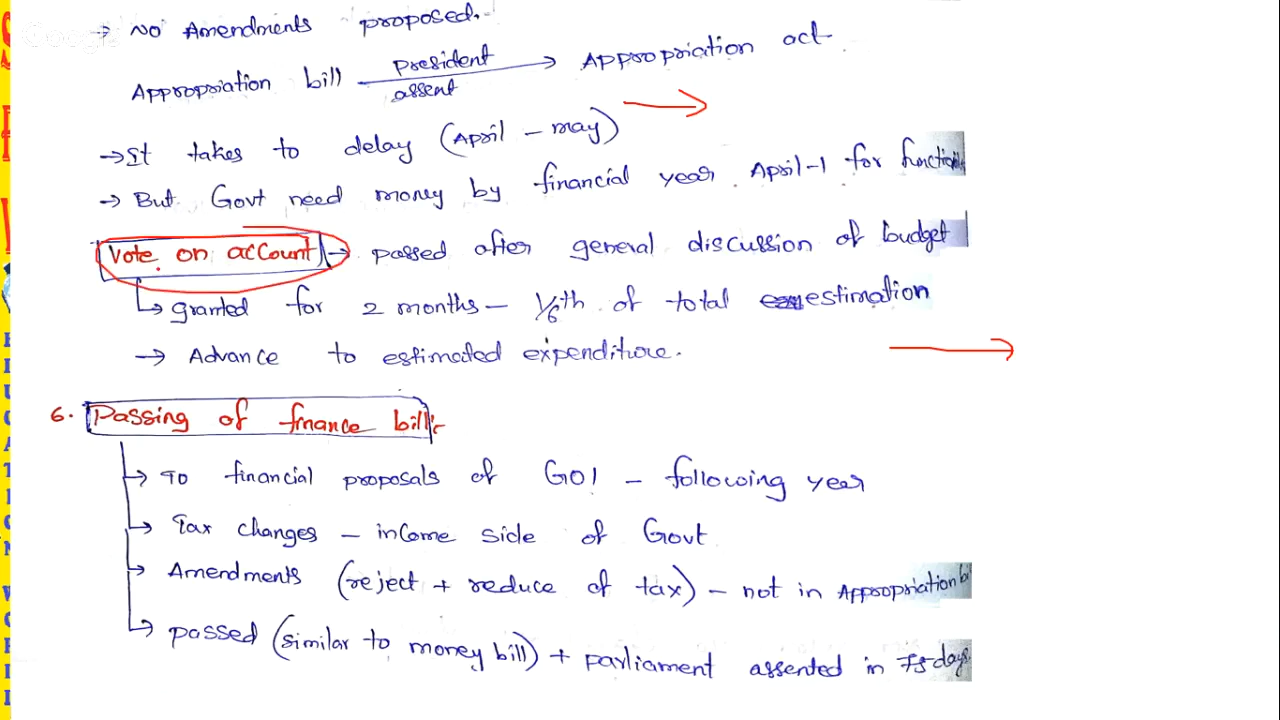 → No Amendments proposed.
Appropriation bill president assent → Appropriation act
→ It takes to delay (April - may)
→ But Govt need money by financial year April-1 for function
Vote on account → passed after general discussion of budget
↳ granted for 2 months - 1/6th of total estimation
→ Advance to estimated expenditure.
6. Passing of finance bill:-
→ To financial proposals of GOI - following year
→ Tax changes - income side of Govt
→ Amendments (reject + reduce of tax) - not in Appropriation bi
↳ passed (similar to money bill) + parliament assented in 75 days